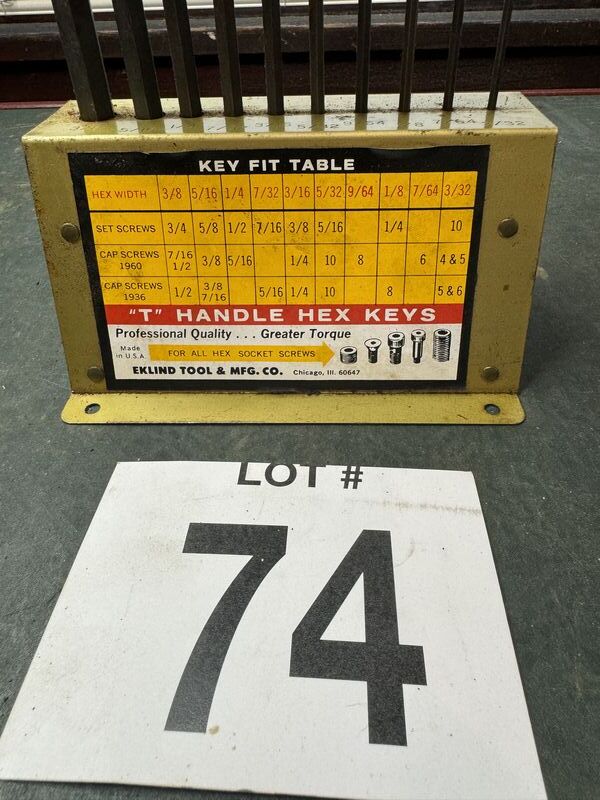 KEY FIT TABLE
HEX WIDTH 3/8 5/16 1/4 7/32 3/16 5/32 9/64 1/8 7/64 3/32
SET SCREWS 3/4 5/8 1/2 7/16 3/8 5/16 1/4 10
CAP SCREWS 1960 7/16 1/2 3/8 5/16 1/4 10 8 6 4 & 5
CAP SCREWS 1936 1/2 3/8 7/16 5/16 1/4 10 8 5 & 6
"T" HANDLE HEX KEYS
Professional Quality . . . Greater Torque
Made in U.S.A. FOR ALL HEX SOCKET SCREWS
EKLIND TOOL & MFG. CO. Chicago, Ill. 60647
LOT #
74